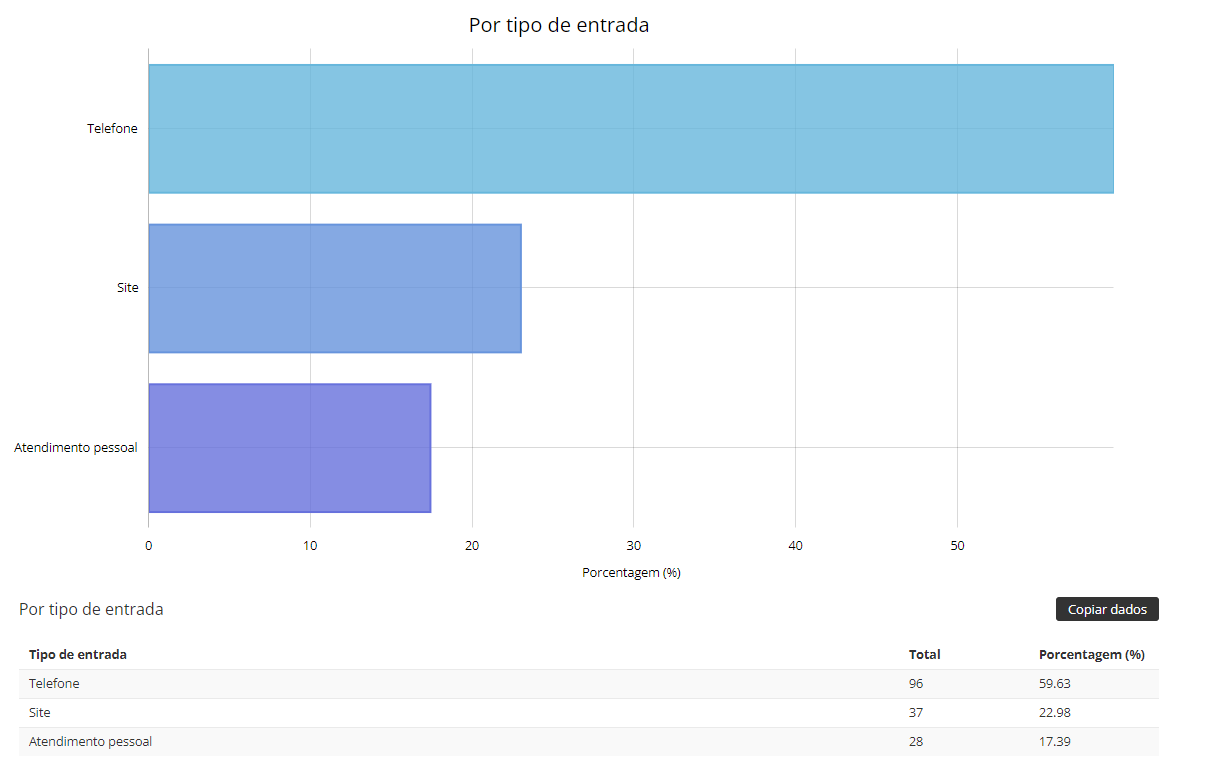 Por tipo de entrada
Telefone
Site
Atendimento pessoal
0 10 20 30 40 50
Porcentagem (%)
Por tipo de entrada Copiar dados
Tipo de entrada Total Porcentagem (%)
Telefone 96 59.63
Site 37 22.98
Atendimento pessoal 28 17.39